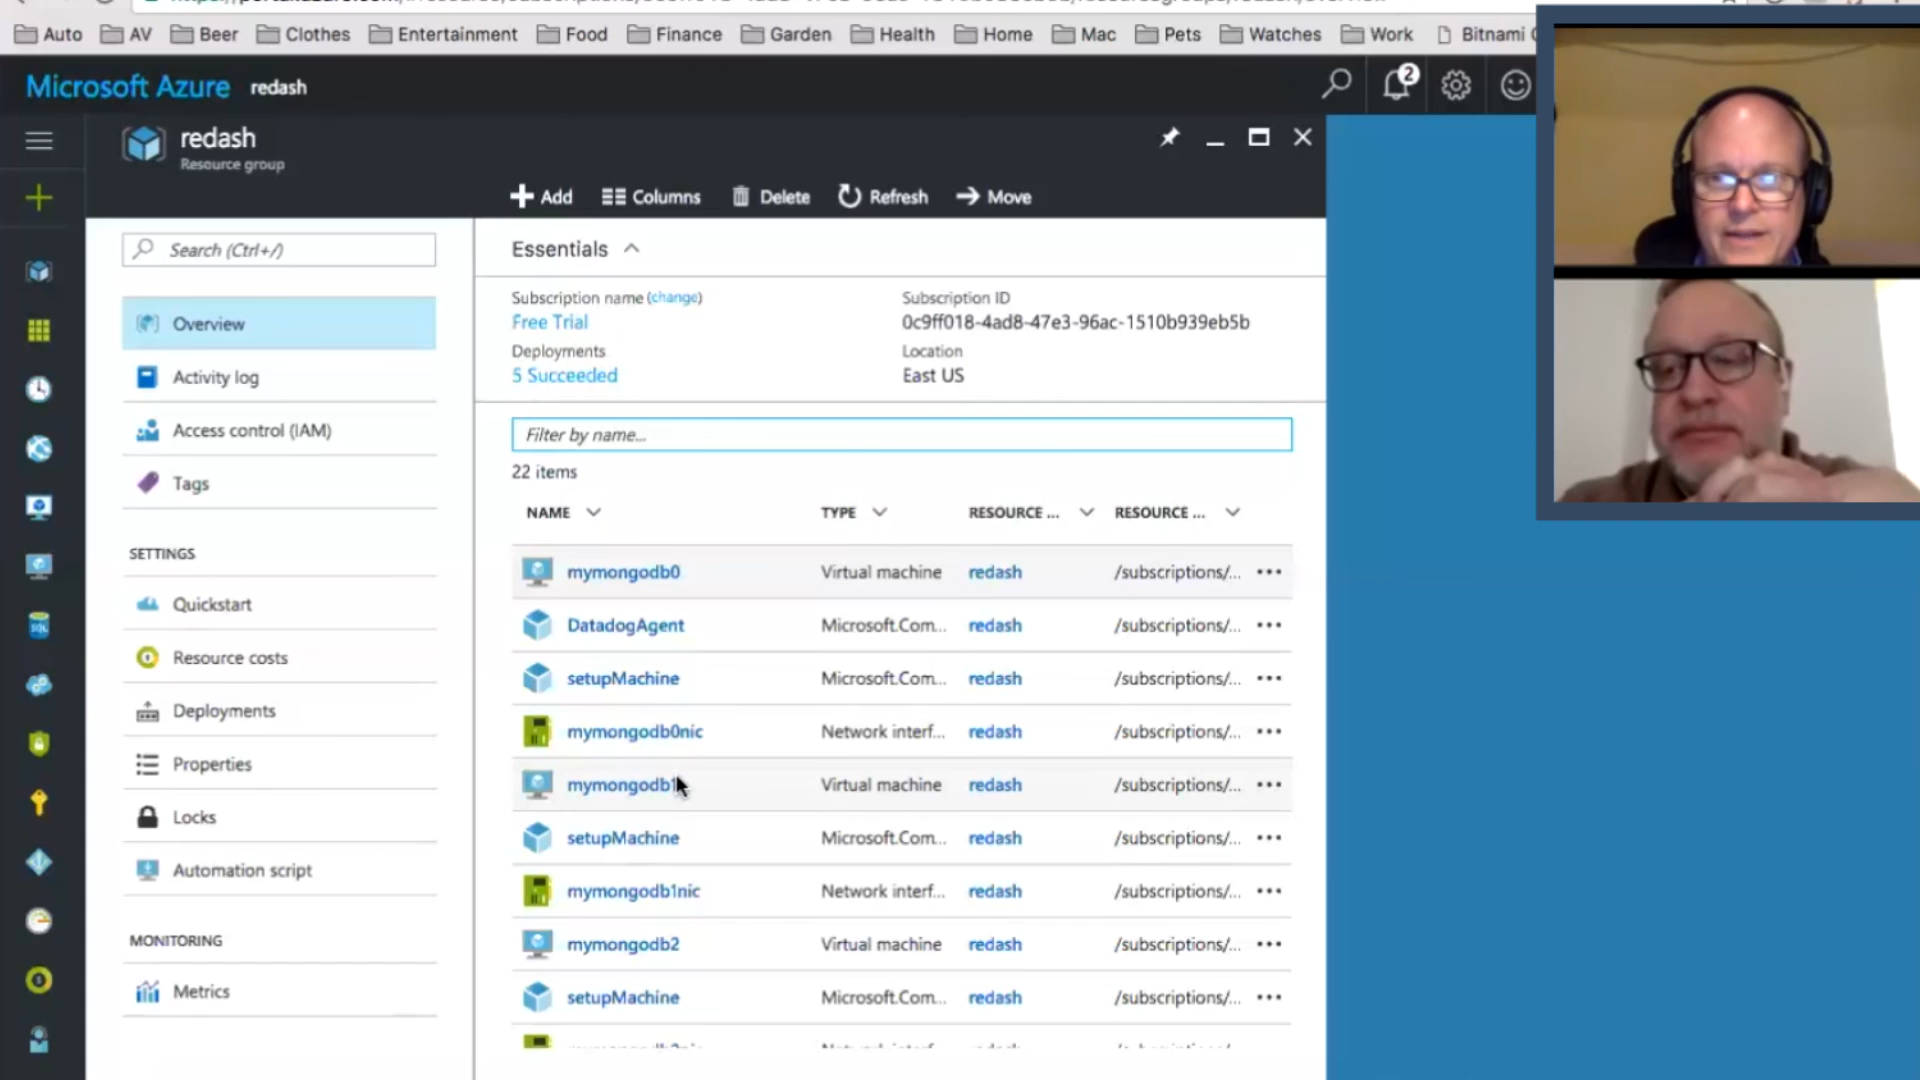 Auto AV Beer Clothes Entertainment Food Finance Garden Health Home Mac Pets Watches Work Bitnami
Microsoft Azure redash
2
redash
Resource group
Add Columns Delete Refresh Move
Search (Ctrl+/)
Overview
Activity log
Access control (IAM)
Tags
SETTINGS
Quickstart
Resource costs
Deployments
Properties
Locks
Automation script
MONITORING
Metrics
Essentials
Subscription name (change)
Free Trial
Subscription ID
0c9ff018-4ad8-47e3-96ac-1510b939eb5b
Deployments
5 Succeeded
Location
East US
Filter by name...
22 items
NAME TYPE RESOURCE ... RESOURCE ...
mymongodb0 Virtual machine redash /subscriptions/... •••
DatadogAgent Microsoft.Com... redash /subscriptions/... •••
setupMachine Microsoft.Com... redash /subscriptions/... •••
mymongodb0nic Network interf... redash /subscriptions/... •••
mymongodb1 Virtual machine redash /subscriptions/... •••
setupMachine Microsoft.Com... redash /subscriptions/... •••
mymongodb1nic Network interf... redash /subscriptions/... •••
mymongodb2 Virtual machine redash /subscriptions/... •••
setupMachine Microsoft.Com... redash /subscriptions/... •••
SQL